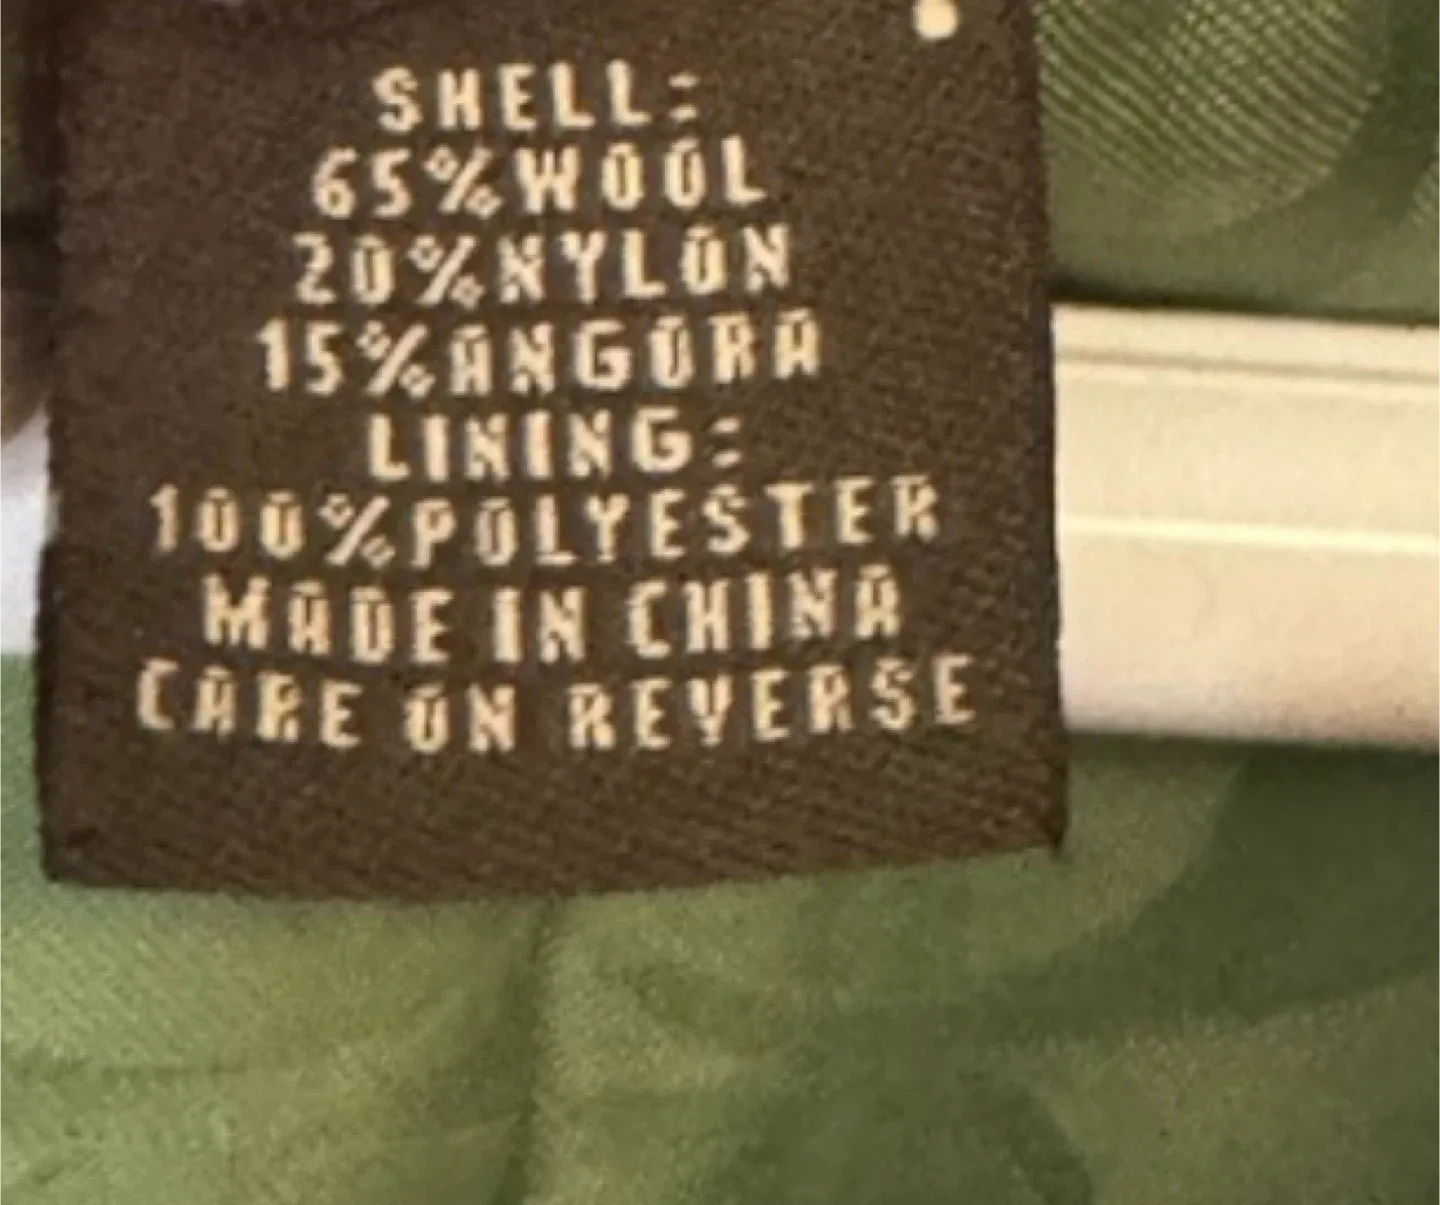 SHELL:
65%WOOL
20%NYLON
15%ANGORA
LINING:
100%POLYESTER
MADE IN CHINA
CARE ON REVERSE